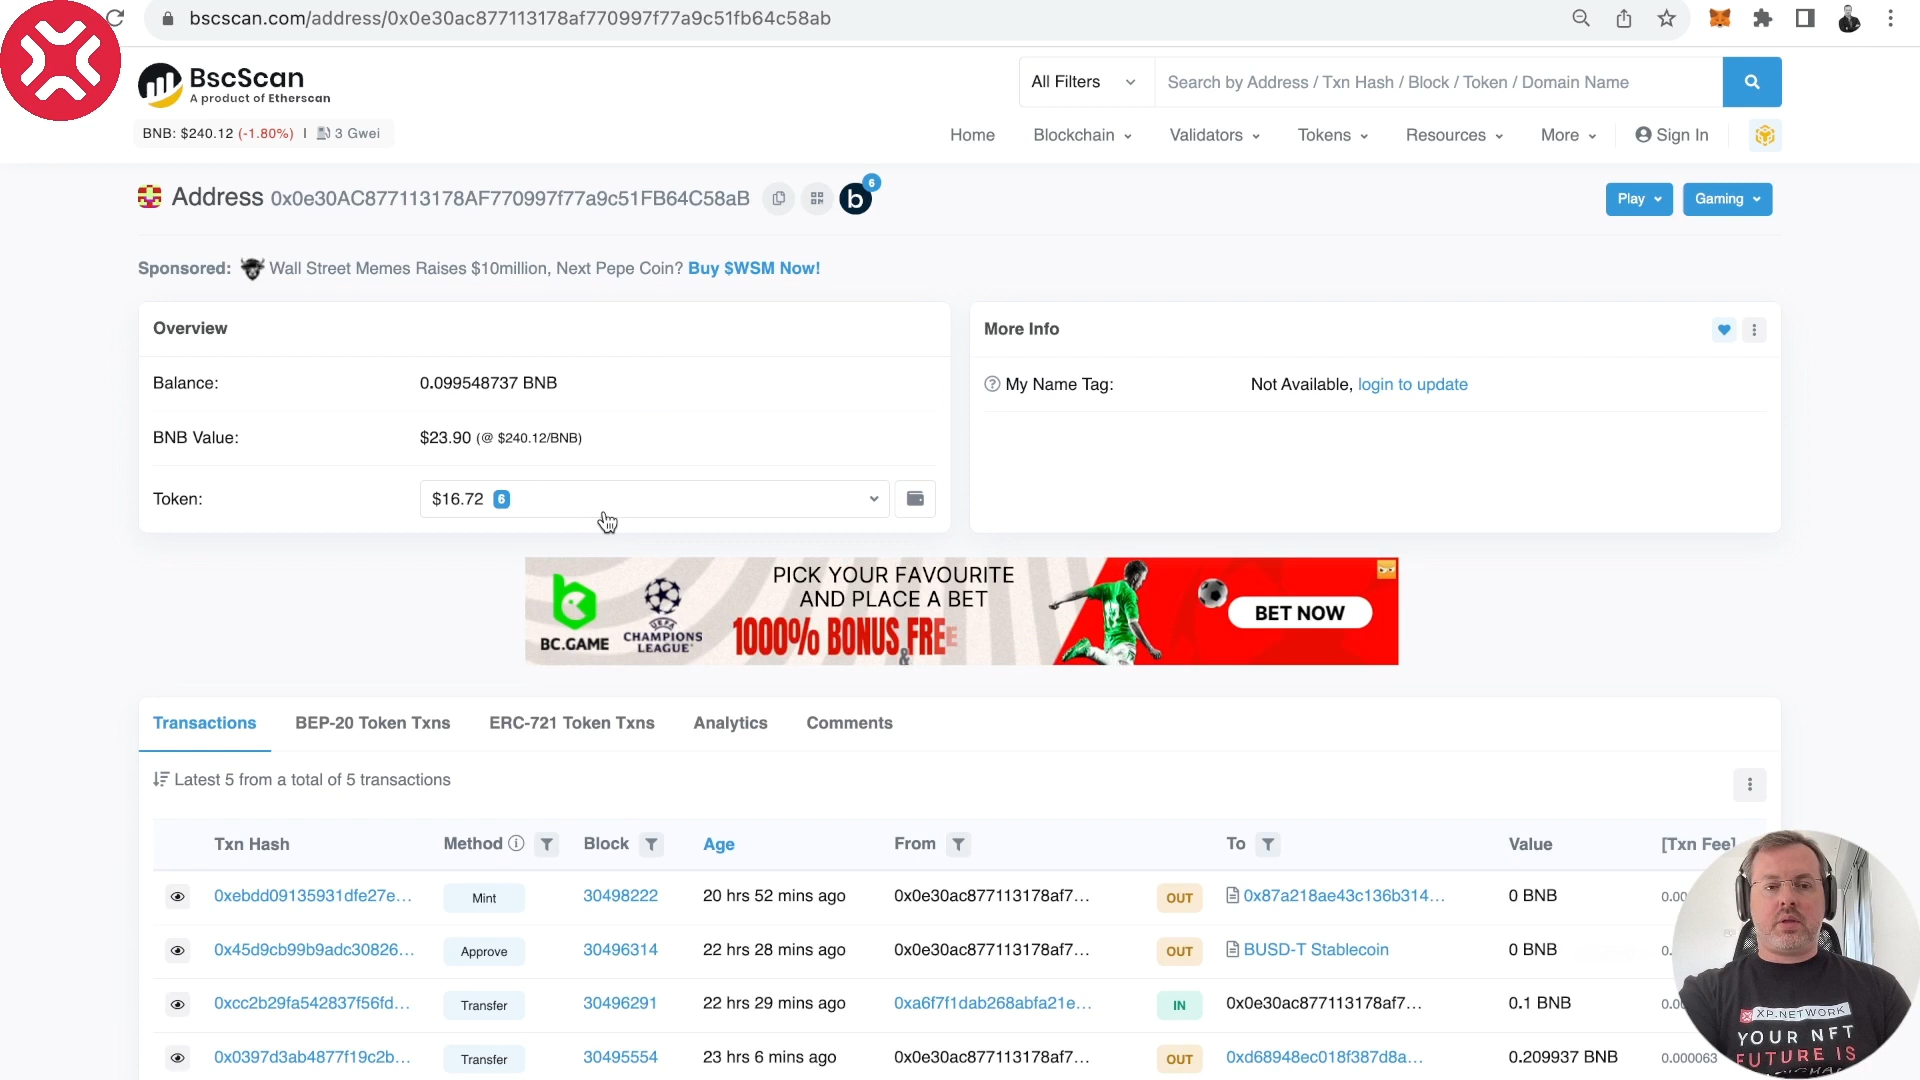 bscscan.com/address/0x0e30ac877113178af770997f77a9c51fb64c58ab
BscScan
A product of Etherscan
All Filters
Search by Address / Txn Hash / Block / Token / Domain Name
BNB: $240.12 (-1.80%) | 3 Gwei
Home Blockchain Validators Tokens Resources More Sign In
Address 0x0e30AC877113178AF770997f77a9c51FB64C58aB
b 6
Play Gaming
Sponsored: Wall Street Memes Raises $10million, Next Pepe Coin? Buy $WSM Now!
Overview
Balance: 0.099548737 BNB
BNB Value: $23.90 (@ $240.12/BNB)
Token: $16.72 6
More Info
My Name Tag: Not Available, login to update
PICK YOUR FAVOURITE
AND PLACE A BET
1000% BONUS FREE
&
BC.GAME
UEFA
CHAMPIONS
LEAGUE
BET NOW
Transactions BEP-20 Token Txns ERC-721 Token Txns Analytics Comments
Latest 5 from a total of 5 transactions
Txn Hash Method Block Age From To Value [Txn Fee]
0xebdd09135931dfe27e... Mint 30498222 20 hrs 52 mins ago 0x0e30ac877113178af7... OUT 0x87a218ae43c136b314... 0 BNB 0.00
0x45d9cb99b9adc30826... Approve 30496314 22 hrs 28 mins ago 0x0e30ac877113178af7... OUT BUSD-T Stablecoin 0 BNB 0.
0xcc2b29fa542837f56fd... Transfer 30496291 22 hrs 29 mins ago 0xa6f7f1dab268abfa21e... IN 0x0e30ac877113178af7... 0.1 BNB 0.00
0x0397d3ab4877f19c2b... Transfer 30495554 23 hrs 6 mins ago 0x0e30ac877113178af7... OUT 0xd68948ec018f387d8a... 0.209937 BNB 0.000063
XP.NETWORK
YOUR NFT
FUTURE IS